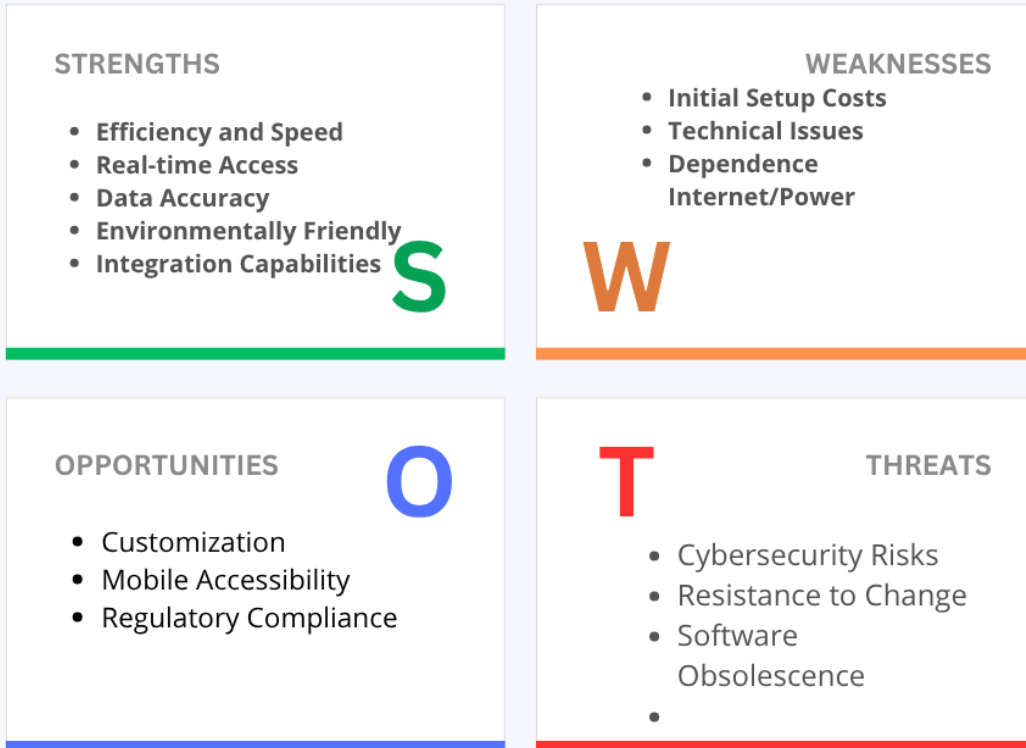 STRENGTHS
• Efficiency and Speed
• Real-time Access
• Data Accuracy
• Environmentally Friendly
• Integration Capabilities
S
WEAKNESSES
• Initial Setup Costs
• Technical Issues
• Dependence
Internet/Power
W
OPPORTUNITIES
O
• Customization
• Mobile Accessibility
• Regulatory Compliance
T
THREATS
• Cybersecurity Risks
• Resistance to Change
• Software
Obsolescence
•